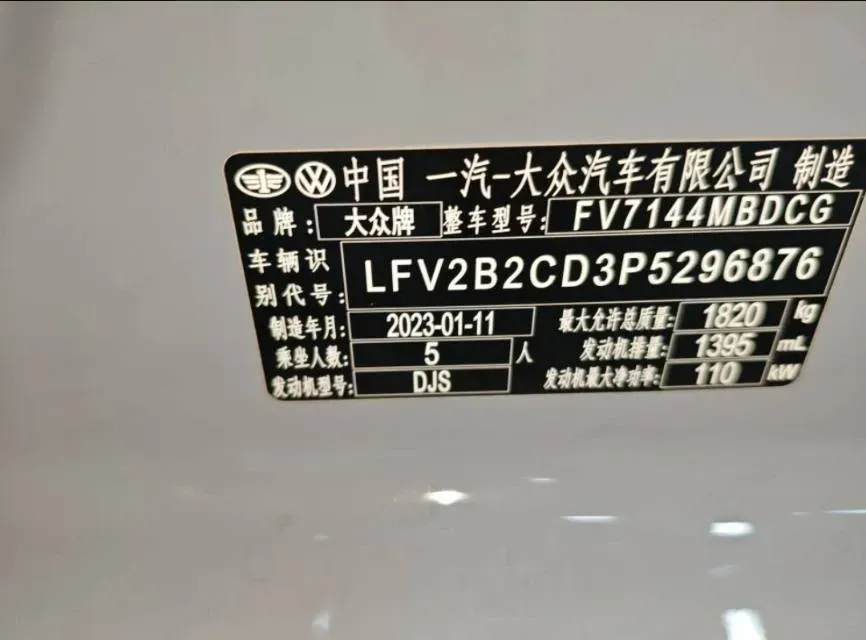 中国 一汽-大众汽车有限公司 制造
品牌: 大众牌 整车型号: FV7144MBDCG
车辆识别代号: LFV2B2CD3P5296876
制造年月: 2023-01-11 最大允许总质量: 1820 kg
乘坐人数: 5 人 发动机排量: 1395 mL
发动机型号: DJS 发动机最大净功率: 110 kW